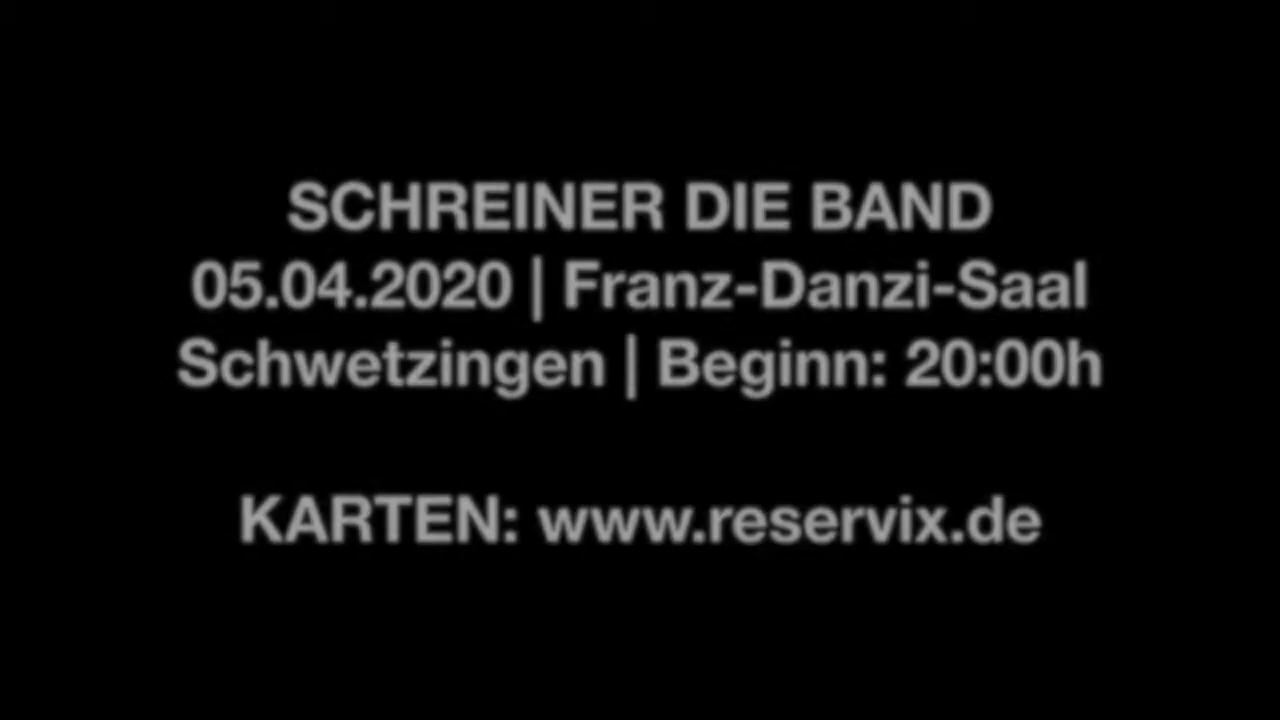 SCHREINER DIE BAND
05.04.2020 | Franz-Danzi-Saal
Schwetzingen | Beginn: 20:00h
KARTEN: www.reservix.de